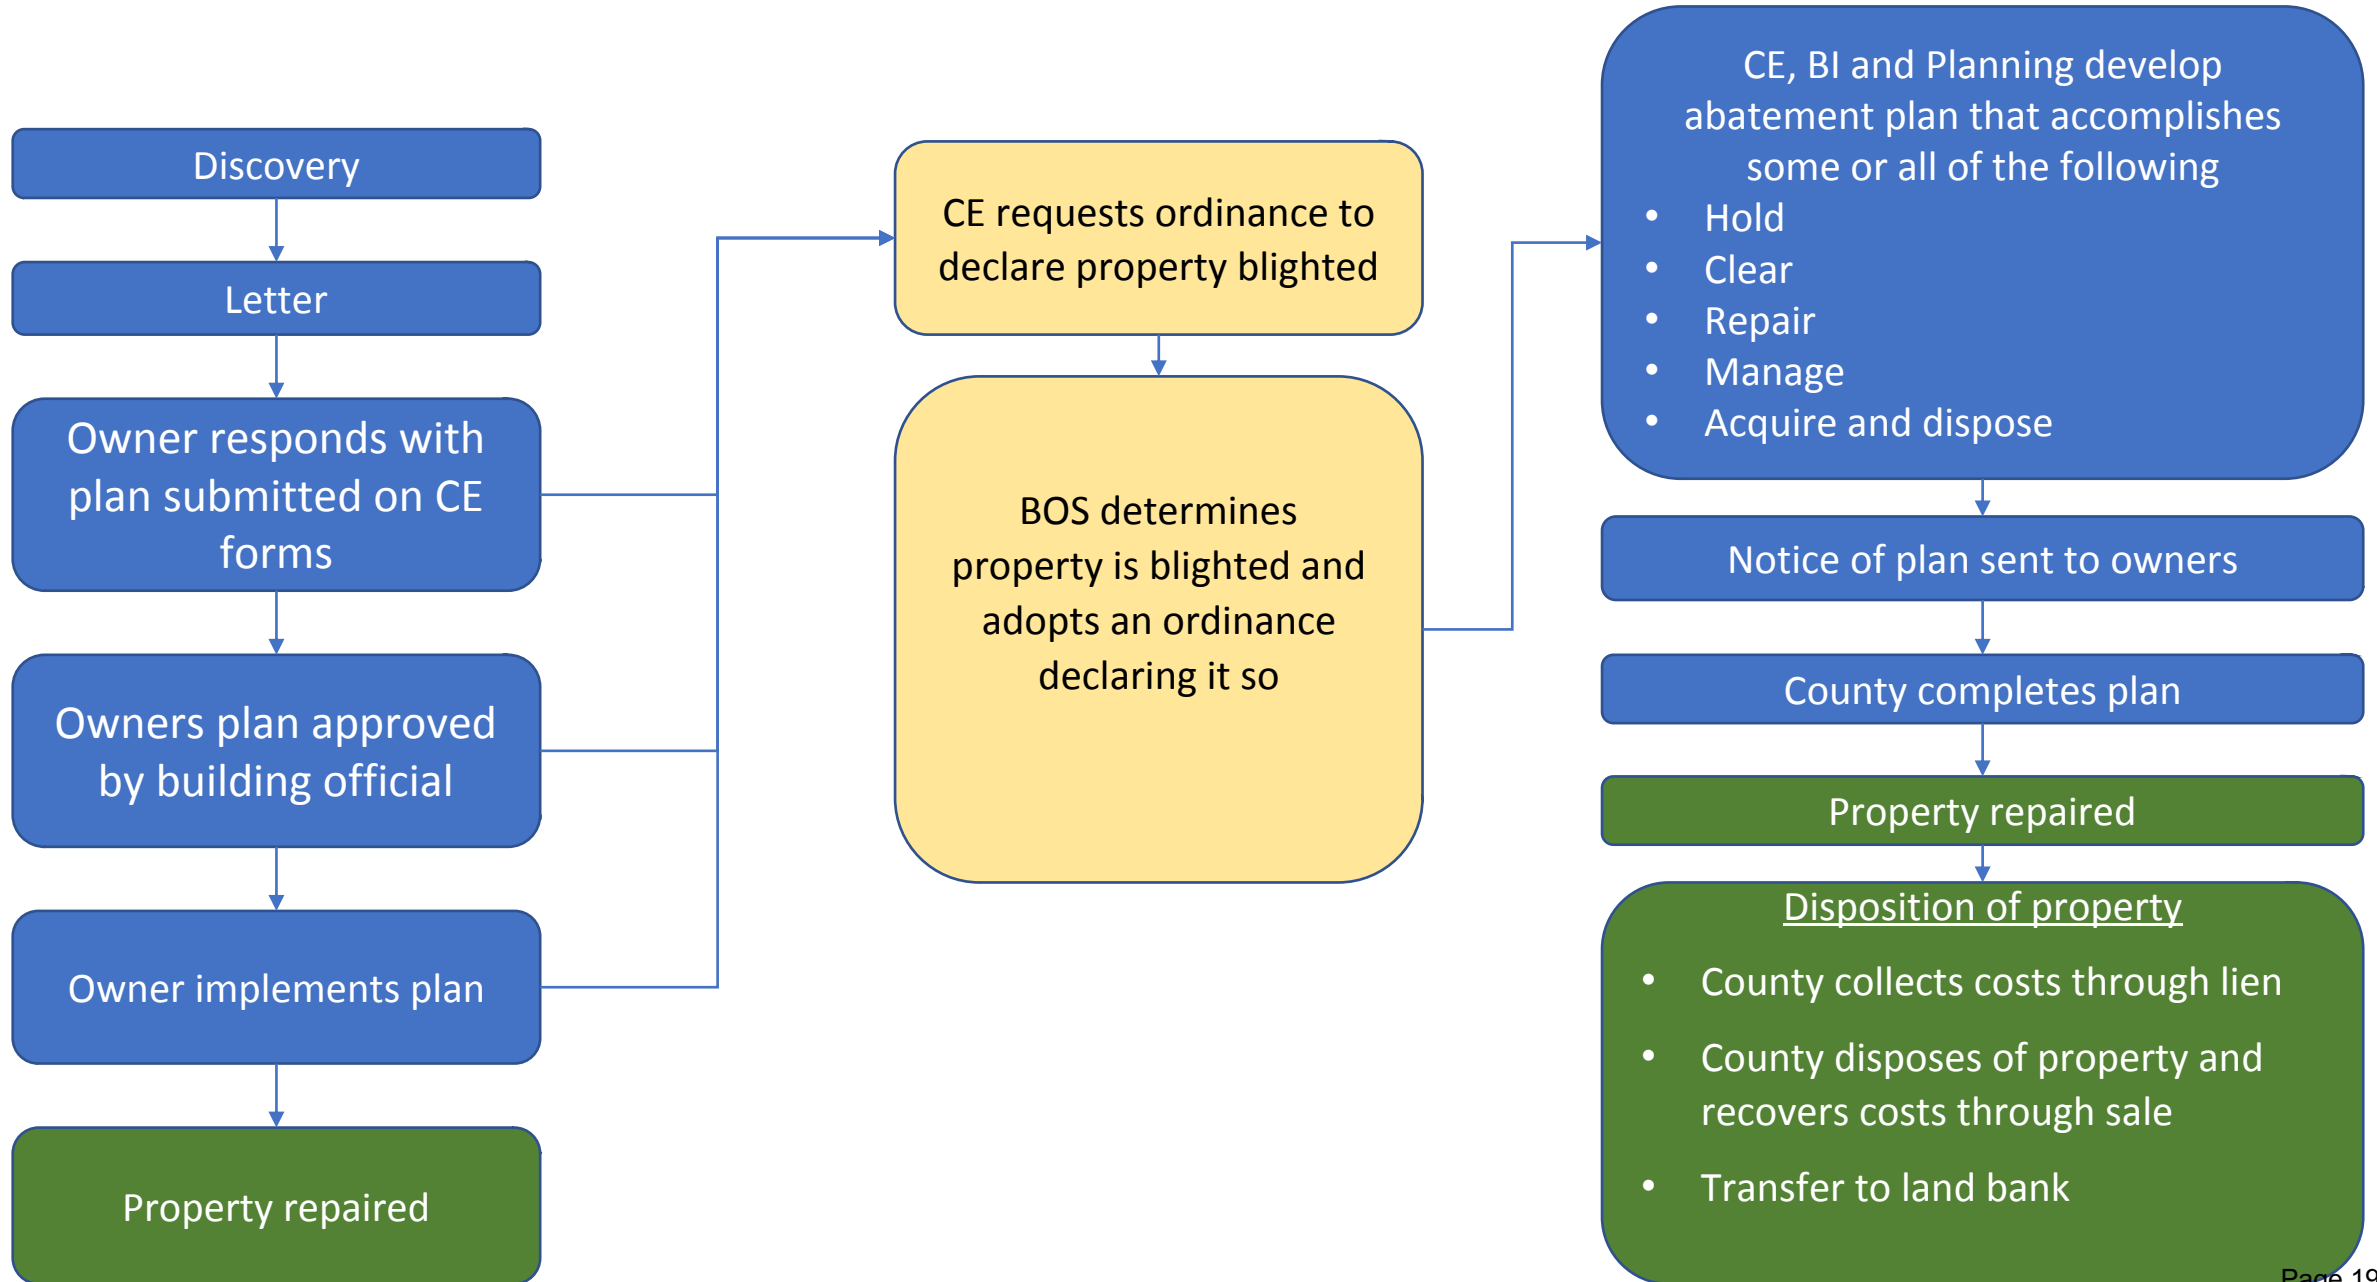 Discovery
Letter
Owner responds with
plan submitted on CE
forms
Owners plan approved
by building official
Owner implements plan
Property repaired
CE requests ordinance to
declare property blighted
BOS determines
property is blighted and
adopts an ordinance
declaring it so
CE, BI and Planning develop
abatement plan that accomplishes
some or all of the following
• Hold
• Clear
• Repair
• Manage
• Acquire and dispose
Notice of plan sent to owners
County completes plan
Property repaired
Disposition of property
• County collects costs through lien
• County disposes of property and
recovers costs through sale
• Transfer to land bank
Page 19